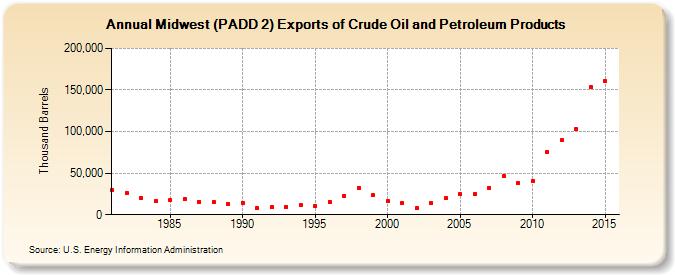 Annual Midwest (PADD 2) Exports of Crude Oil and Petroleum Products
Thousand Barrels
200,000
150,000
100,000
50,000
0
1985 1990 1995 2000 2005 2010 2015
Source: U.S. Energy Information Administration